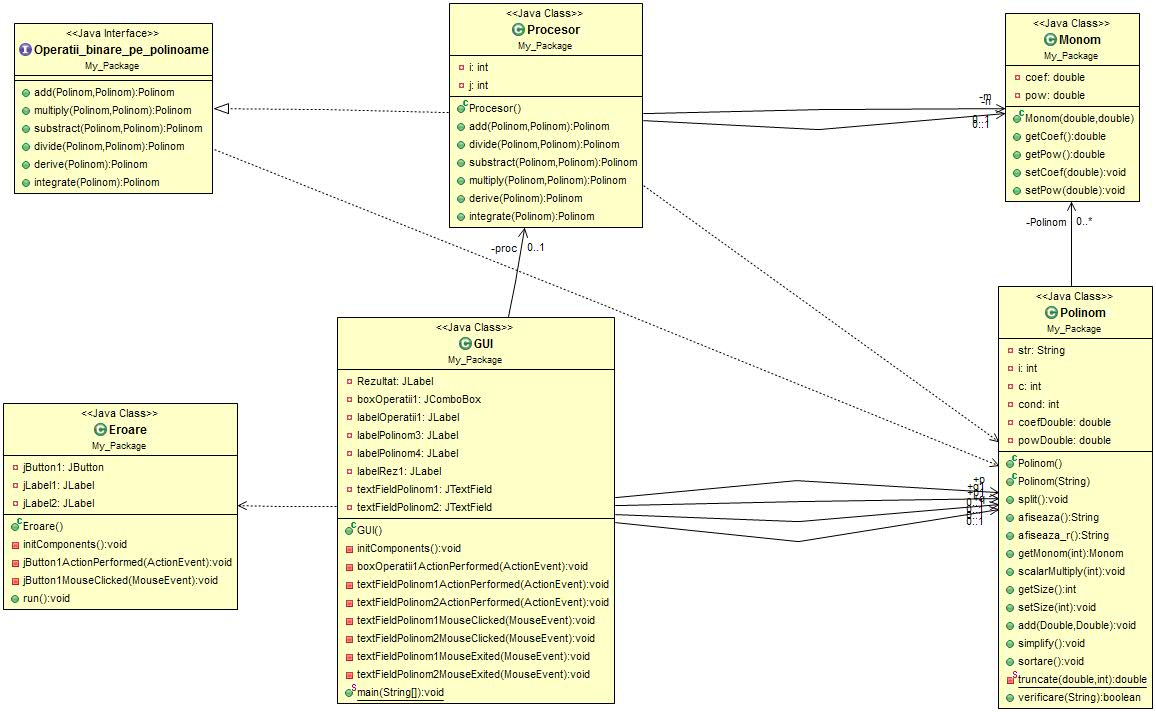 <<Java Interface>>
Operatii_binare_pe_polinoame
My_Package
add(Polinom,Polinom):Polinom
multiply(Polinom,Polinom):Polinom
substract(Polinom,Polinom):Polinom
divide(Polinom,Polinom):Polinom
derive(Polinom):Polinom
integrate(Polinom):Polinom
<<Java Class>>
Procesor
My_Package
i: int
j: int
Procesor()
add(Polinom,Polinom):Polinom
divide(Polinom,Polinom):Polinom
substract(Polinom,Polinom):Polinom
multiply(Polinom,Polinom):Polinom
derive(Polinom):Polinom
integrate(Polinom):Polinom
<<Java Class>>
Monom
My_Package
coef: double
pow: double
Monom(double,double)
getCoef():double
getPow():double
setCoef(double):void
setPow(double):void
-m
-n
0..1
0..1
-Polinom 0..*
-proc 0..1
<<Java Class>>
GUI
My_Package
Rezultat: JLabel
boxOperatii1: JComboBox
labelOperatii1: JLabel
labelPolinom3: JLabel
labelPolinom4: JLabel
labelRez1: JLabel
textFieldPolinom1: JTextField
textFieldPolinom2: JTextField
GUI()
initComponents():void
boxOperatii1ActionPerformed(ActionEvent):void
textFieldPolinom1ActionPerformed(ActionEvent):void
textFieldPolinom2ActionPerformed(ActionEvent):void
textFieldPolinom1MouseClicked(MouseEvent):void
textFieldPolinom2MouseClicked(MouseEvent):void
textFieldPolinom1MouseExited(MouseEvent):void
textFieldPolinom2MouseExited(MouseEvent):void
main(String[]):void
<<Java Class>>
Eroare
My_Package
jButton1: JButton
jLabel1: JLabel
jLabel2: JLabel
Eroare()
initComponents():void
jButton1ActionPerformed(ActionEvent):void
jButton1MouseClicked(MouseEvent):void
run():void
0..1
<<Java Class>>
Polinom
My_Package
str: String
i: int
c: int
cond: int
coefDouble: double
powDouble: double
Polinom()
Polinom(String)
split():void
afiseaza():String
afiseaza_r():String
getMonom(int):Monom
scalarMultiply(int):void
getSize():int
setSize(int):void
add(Double,Double):void
simplify():void
sortare():void
truncate(double,int):double
verificare(String):boolean